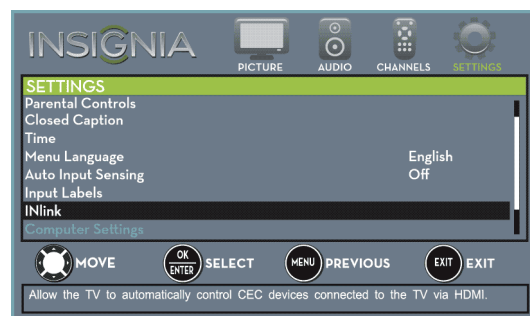 INSIGNIA
PICTURE AUDIO CHANNELS SETTINGS
SETTINGS
Parental Controls
Closed Caption
Time
Menu Language English
Auto Input Sensing Off
Input Labels
INlink
Computer Settings
MOVE OK ENTER SELECT MENU PREVIOUS EXIT EXIT
Allow the TV to automatically control CEC devices connected to the TV via HDMI.